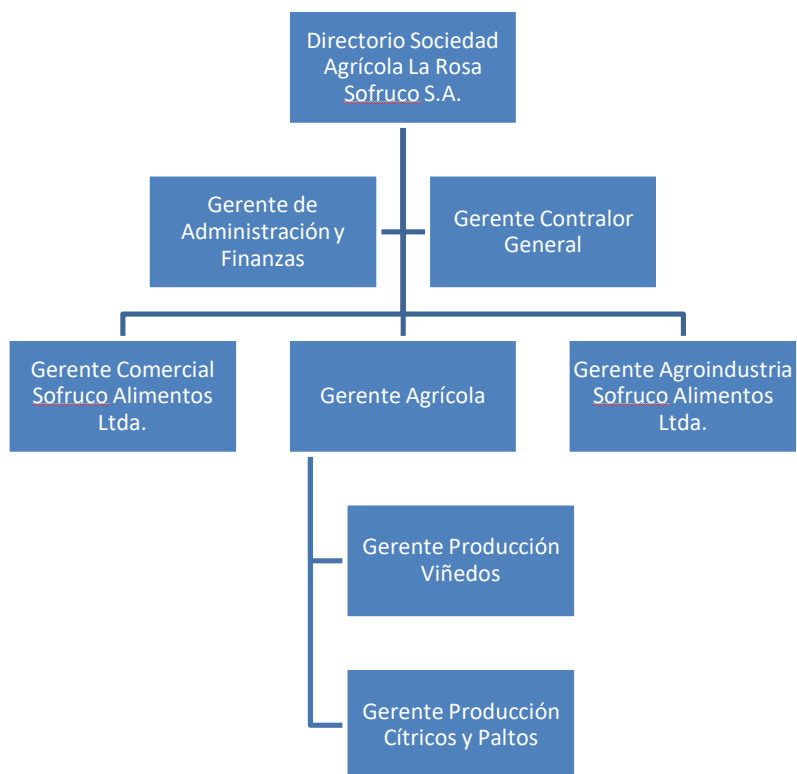 Directorio Sociedad
Agrícola La Rosa
Sofruco S.A.
Gerente de
Administración y
Finanzas
Gerente Contralor
General
Gerente Comercial
Sofruco Alimentos
Ltda.
Gerente Agrícola
Gerente Agroindustria
Sofruco Alimentos
Ltda.
Gerente Producción
Viñedos
Gerente Producción
Cítricos y Paltos